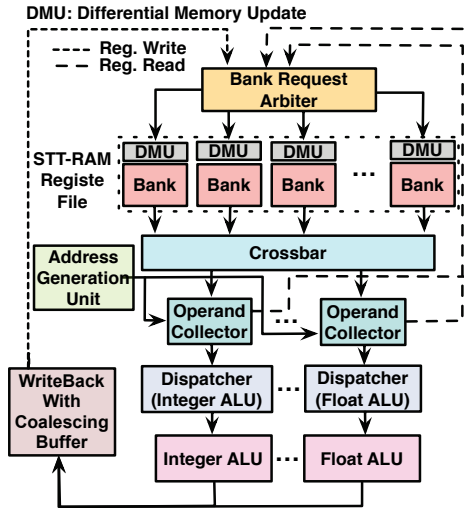 DMU: Differential Memory Update
Reg. Write
Reg. Read
Bank Request
Arbiter
STT-RAM
Registe
File
DMU DMU DMU DMU
Bank Bank Bank ... Bank
Crossbar
Address
Generation
Unit
Operand
Collector
...
Operand
Collector
WriteBack
With
Coalescing
Buffer
Dispatcher
(Integer ALU)
...
Dispatcher
(Float ALU)
Integer ALU ... Float ALU